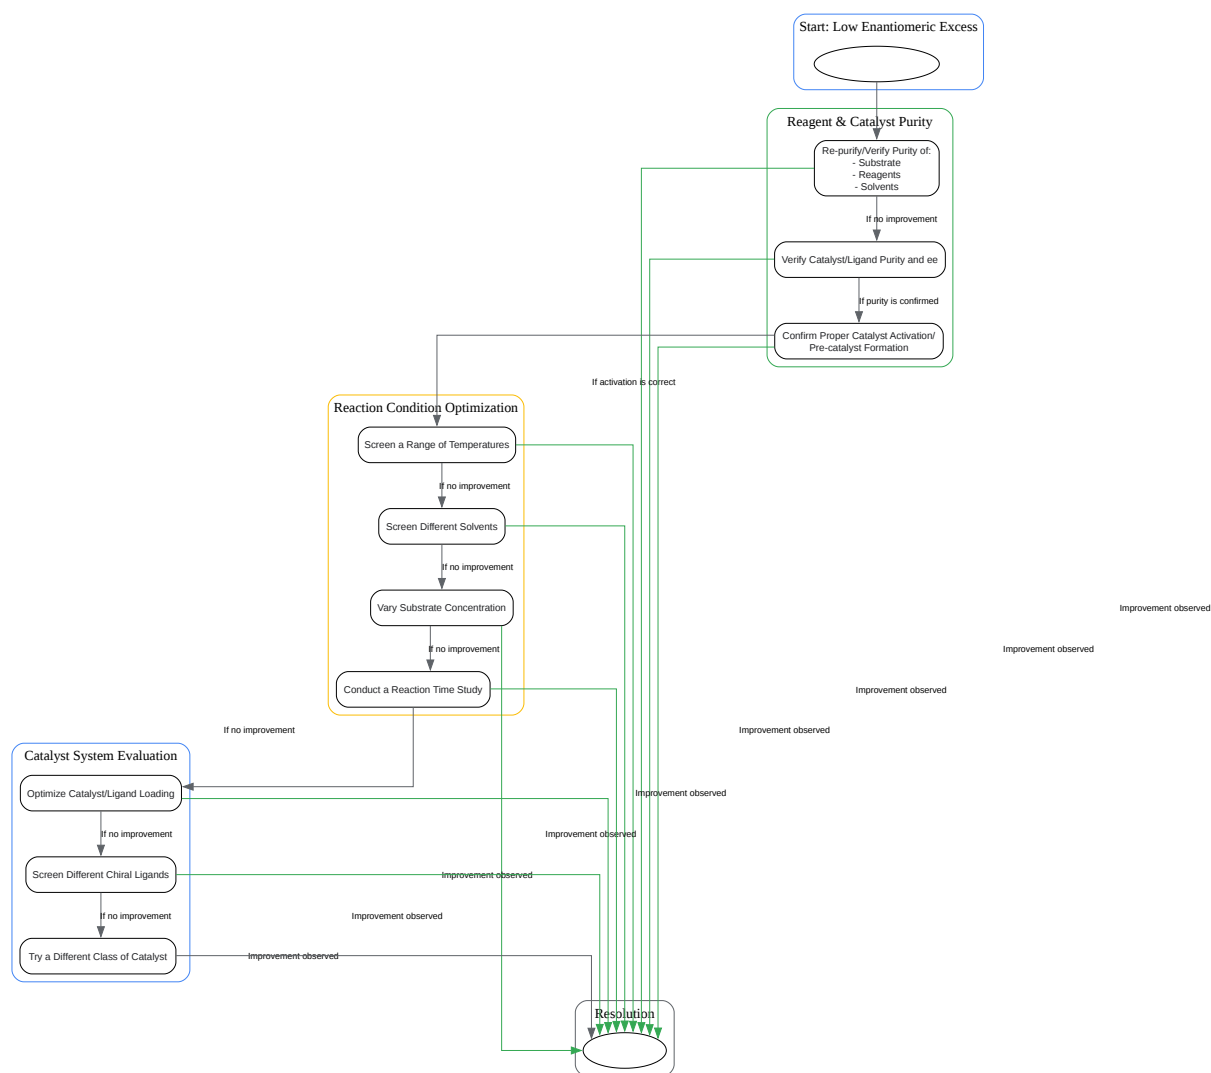 Start: Low Enantiomeric Excess
Reagent & Catalyst Purity
Re-purify/Verify Purity of:
- Substrate
- Reagents
- Solvents
If no improvement
Verify Catalyst/Ligand Purity and ee
If purity is confirmed
Confirm Proper Catalyst Activation/
Pre-catalyst Formation
If activation is correct
Reaction Condition Optimization
Screen a Range of Temperatures
If no improvement
Screen Different Solvents
If no improvement
Vary Substrate Concentration
Improvement observed
If no improvement
Improvement observed
Conduct a Reaction Time Study
Improvement observed
If no improvement
Improvement observed
Catalyst System Evaluation
Optimize Catalyst/Ligand Loading
Improvement observed
If no improvement
Improvement observed
Screen Different Chiral Ligands
Improvement observed
If no improvement
Improvement observed
Try a Different Class of Catalyst
Improvement observed
Resolution